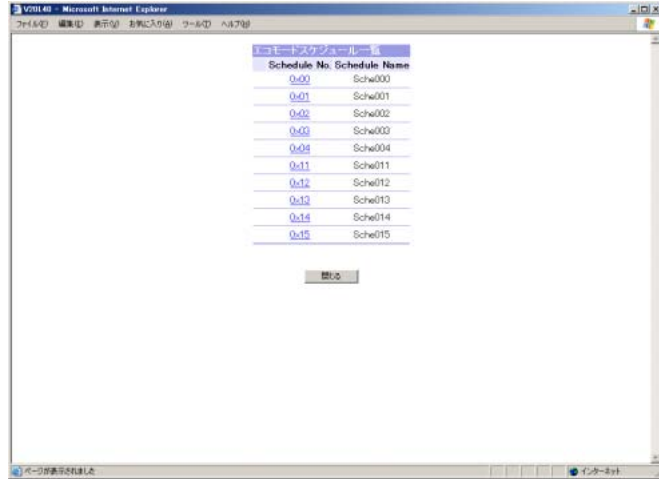 V20L40 - Microsoft Internet Explorer
ファイル(F) 編集(E) 表示(V) お気に入り(A) ツール(T) ヘルプ(H)
エコモードスケジュール一覧
Schedule No. Schedule Name
0x00 Sche000
0x01 Sche001
0x02 Sche002
0x03 Sche003
0x04 Sche004
0x11 Sche011
0x12 Sche012
0x13 Sche013
0x14 Sche014
0x15 Sche015
閉じる
ページが表示されました インターネット